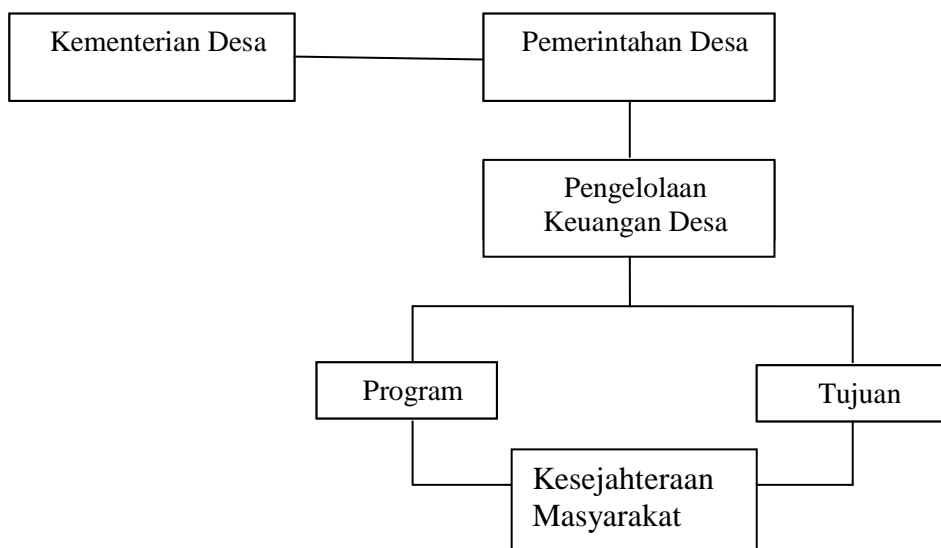 Kementerian Desa
Pemerintahan Desa
Pengelolaan
Keuangan Desa
Program
Tujuan
Kesejahteraan
Masyarakat